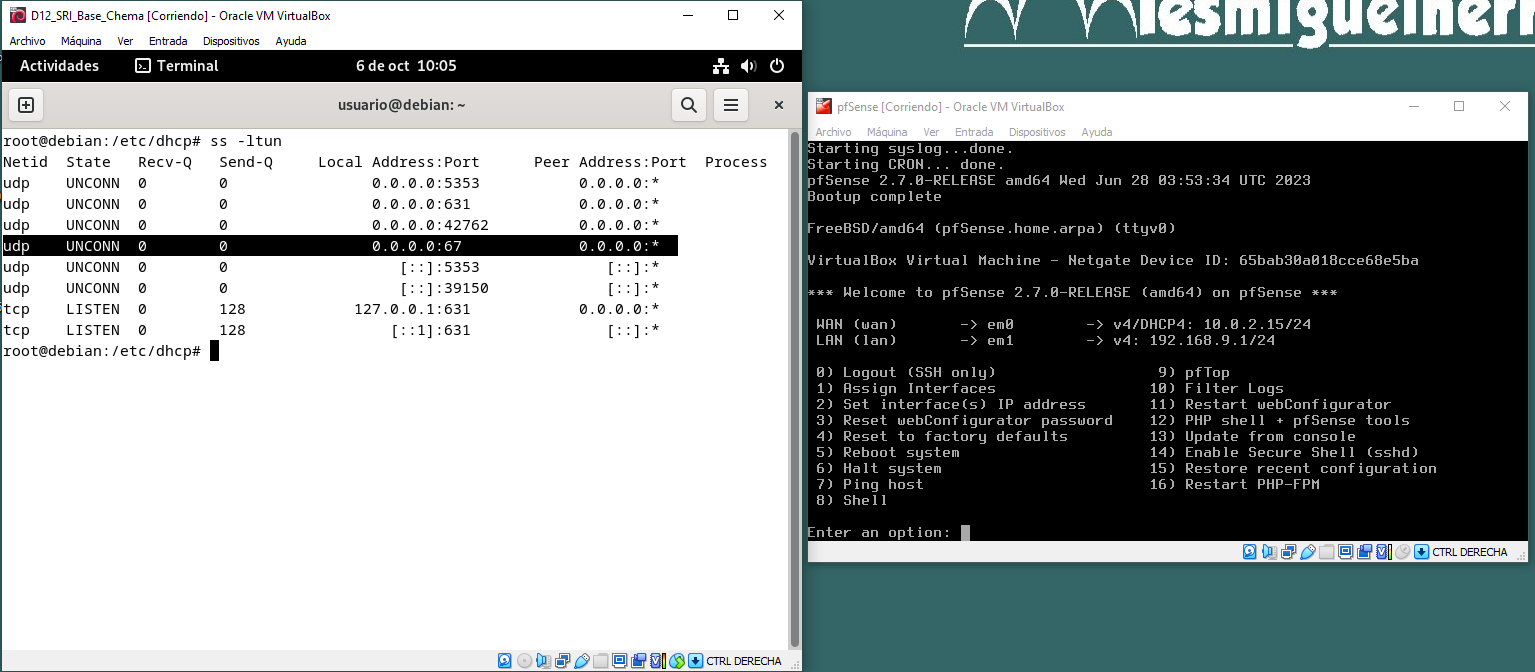 D12_SRI_Base_Chema [Corriendo] - Oracle VM VirtualBox
Archivo Máquina Ver Entrada Dispositivos Ayuda
Actividades Terminal 6 de oct 10:05
usuario@debian: ~
root@debian:/etc/dhcp# ss -ltun
Netid State Recv-Q Send-Q Local Address:Port Peer Address:Port Process
udp UNCONN 0 0 0.0.0.0:5353 0.0.0.0:*
udp UNCONN 0 0 0.0.0.0:631 0.0.0.0:*
udp UNCONN 0 0 0.0.0.0:42762 0.0.0.0:*
udp UNCONN 0 0 0.0.0.0:67 0.0.0.0:*
udp UNCONN 0 0 [::]:5353 [::]:*
udp UNCONN 0 0 [::]:39150 [::]:*
tcp LISTEN 0 128 127.0.0.1:631 0.0.0.0:*
tcp LISTEN 0 128 [::1]:631 [::]:*
root@debian:/etc/dhcp#
CTRL DERECHA
iesmiguelherr
pfSense [Corriendo] - Oracle VM VirtualBox
Archivo Máquina Ver Entrada Dispositivos Ayuda
Starting syslog...done.
Starting CRON... done.
pfSense 2.7.0-RELEASE amd64 Wed Jun 28 03:53:34 UTC 2023
Bootup complete
FreeBSD/amd64 (pfSense.home.arpa) (ttyv0)
VirtualBox Virtual Machine - Netgate Device ID: 65bab30a018cce68e5ba
*** Welcome to pfSense 2.7.0-RELEASE (amd64) on pfSense ***
WAN (wan) -> em0 -> v4/DHCP4: 10.0.2.15/24
LAN (lan) -> em1 -> v4: 192.168.9.1/24
0) Logout (SSH only) 9) pfTop
1) Assign Interfaces 10) Filter Logs
2) Set interface(s) IP address 11) Restart webConfigurator
3) Reset webConfigurator password 12) PHP shell + pfSense tools
4) Reset to factory defaults 13) Update from console
5) Reboot system 14) Enable Secure Shell (sshd)
6) Halt system 15) Restore recent configuration
7) Ping host 16) Restart PHP-FPM
8) Shell
Enter an option:
CTRL DERECHA